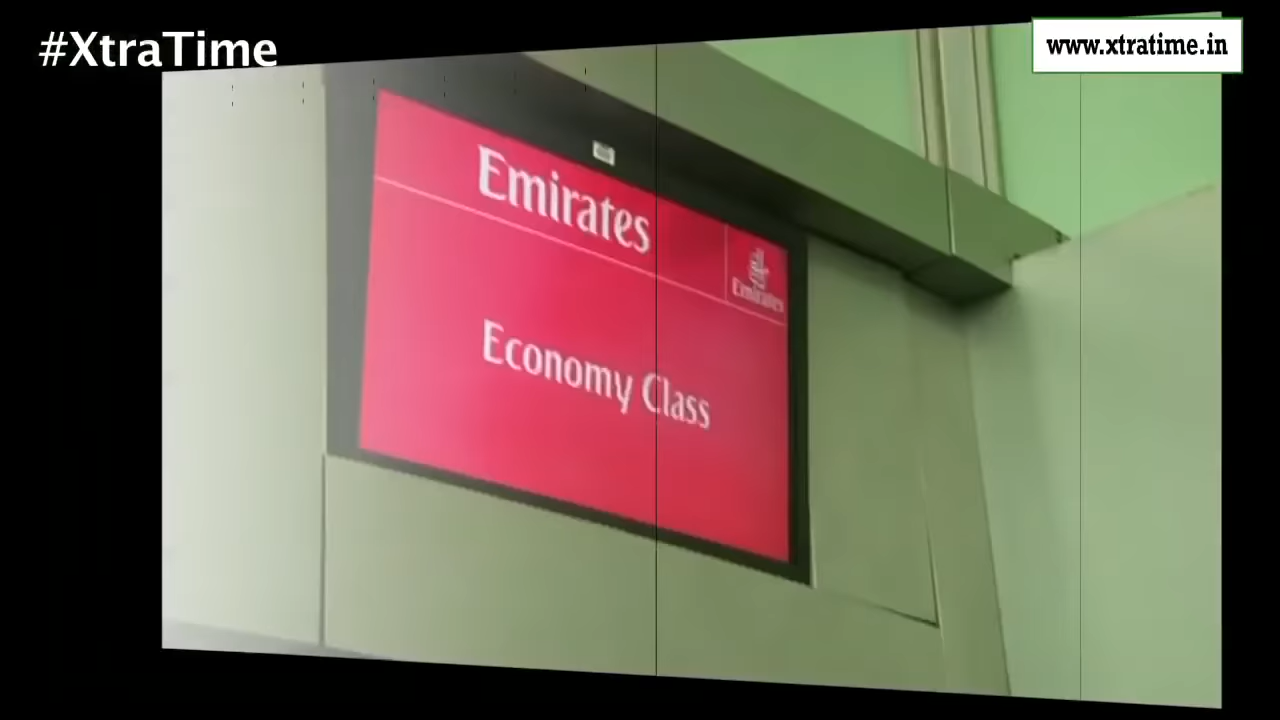 #XtraTime
www.xtratime.in
Emirates
Emirates
Economy Class